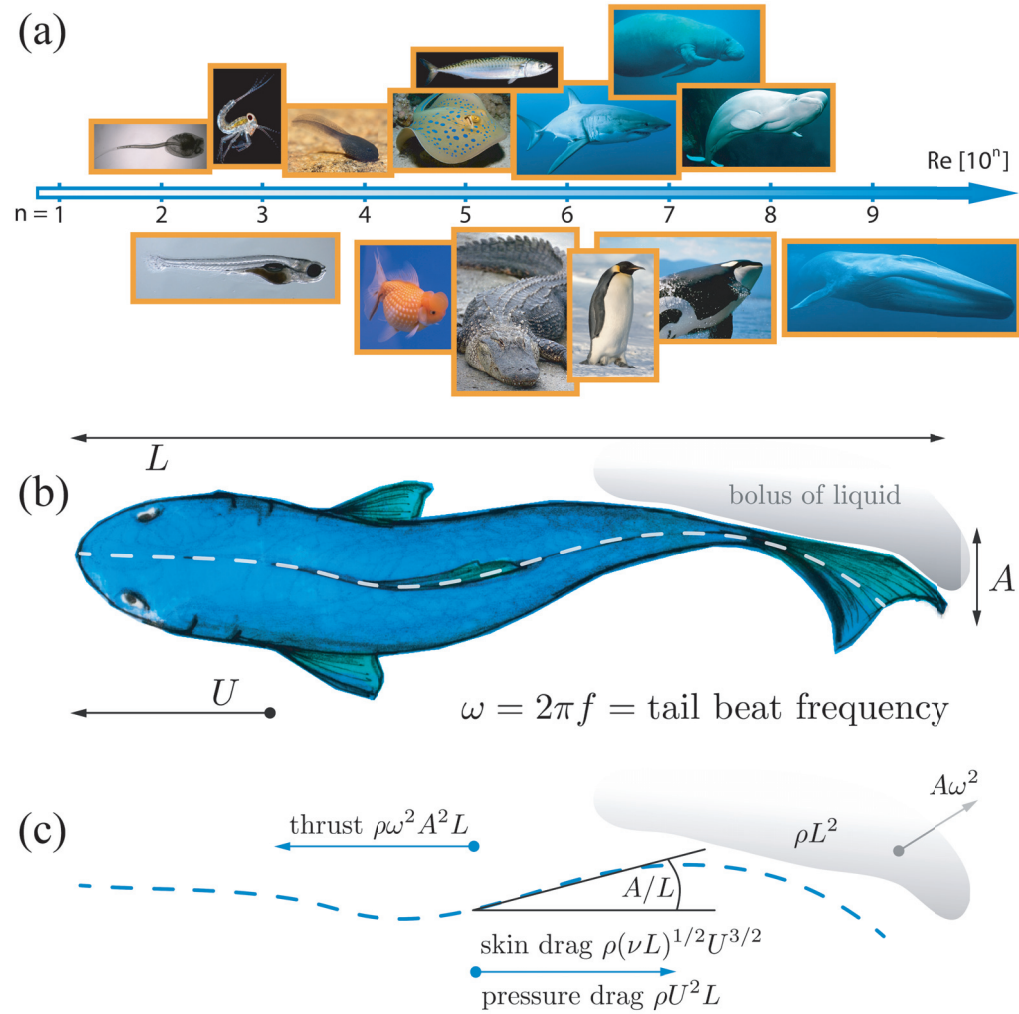 (a)
Re [10ⁿ]
n = 1 2 3 4 5 6 7 8 9
L
(b)
bolus of liquid
A
U
ω = 2πf = tail beat frequency
(c)
Aω²
thrust ρω²A²L
ρL²
A/L
skin drag ρ(νL)^{1/2}U^{3/2}
pressure drag ρU²L